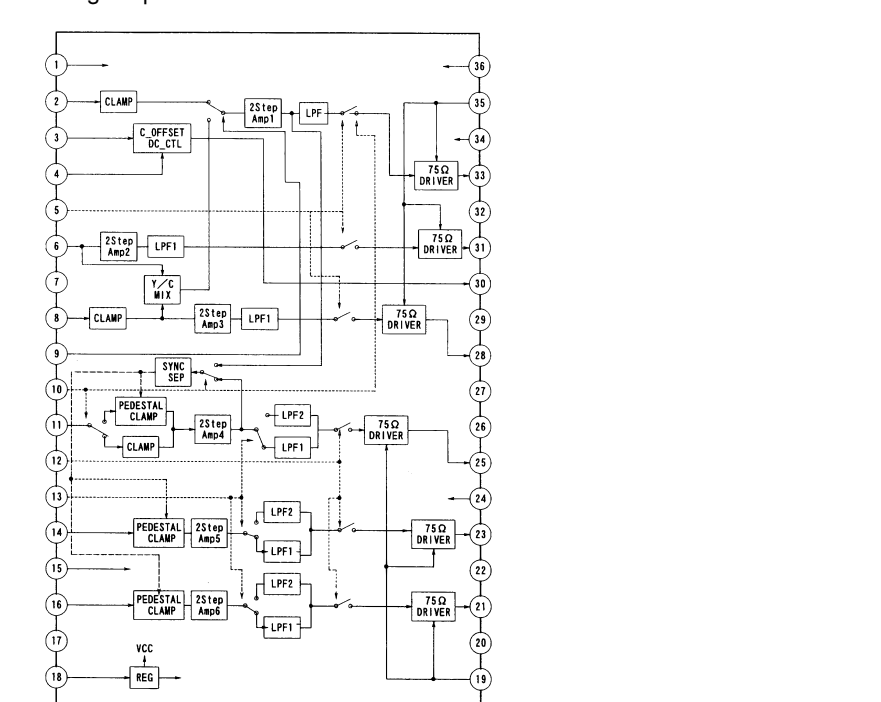 1
36
2
CLAMP
2Step
Amp1
LPF
35
3
C_OFFSET
DC_CTL
34
4
75Ω
DRIVER
33
5
32
6
2Step
Amp2
LPF1
75Ω
DRIVER
31
7
Y/C
MIX
30
8
CLAMP
2Step
Amp3
LPF1
75Ω
DRIVER
29
9
28
SYNC
SEP
10
27
PEDESTAL
CLAMP
LPF2
11
2Step
Amp4
75Ω
DRIVER
26
CLAMP
LPF1
12
25
13
24
LPF2
14
PEDESTAL
CLAMP
2Step
Amp5
75Ω
DRIVER
23
LPF1
15
22
LPF2
16
PEDESTAL
CLAMP
2Step
Amp6
75Ω
DRIVER
21
LPF1
17
20
VCC
18
REG
19